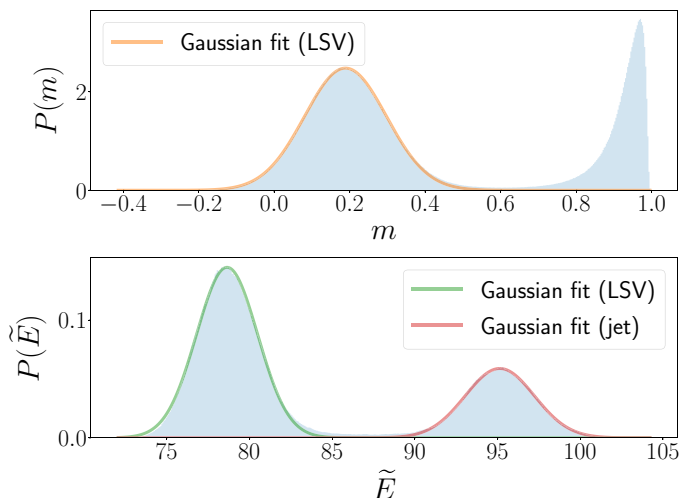 Gaussian fit (LSV)
P(m)
2
0
−0.4 −0.2 0.0 0.2 0.4 0.6 0.8 1.0
m
Gaussian fit (LSV)
Gaussian fit (jet)
P(Ẽ)
0.1
0.0
75 80 85 90 95 100 105
Ẽ